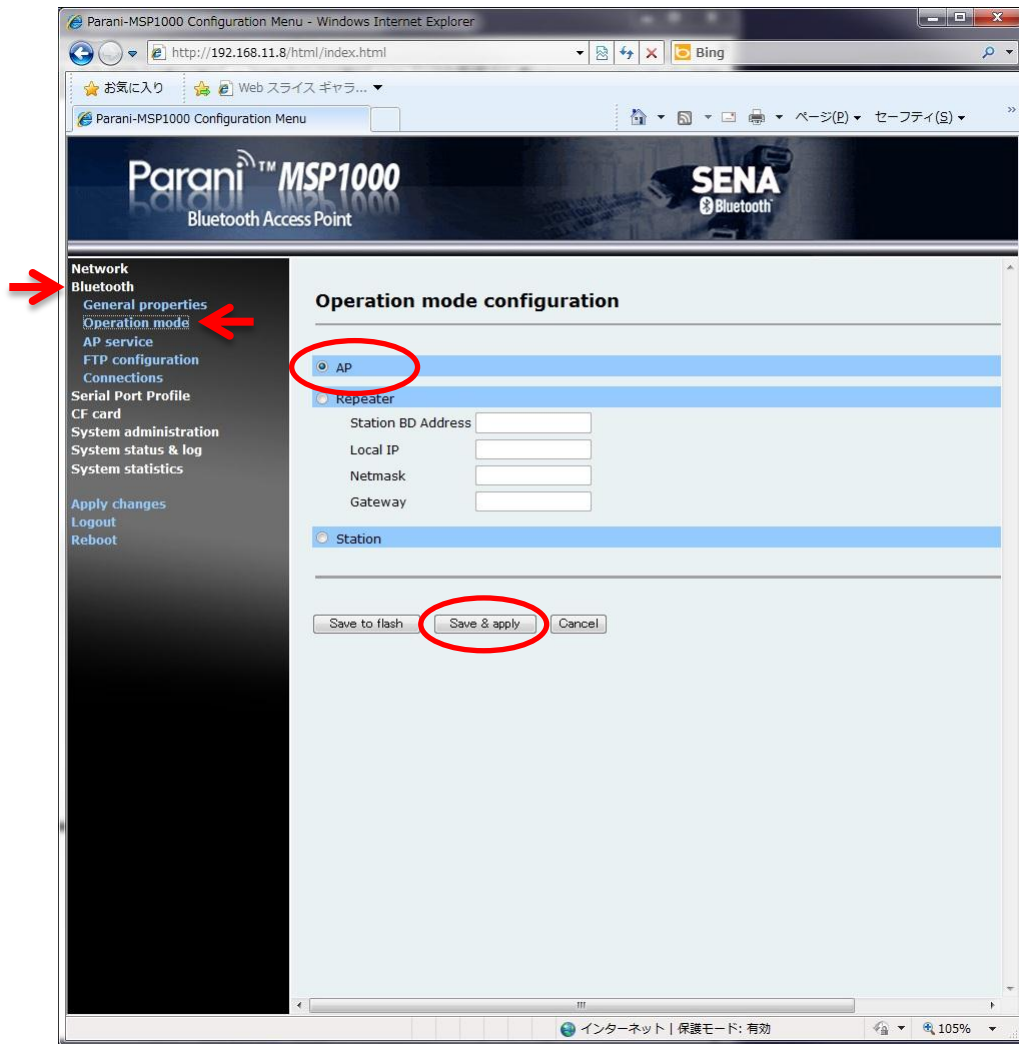 Parani-MSP1000 Configuration Menu - Windows Internet Explorer
http://192.168.11.8/html/index.html
Bing
お気に入り
Web スライス ギャラ...
Parani-MSP1000 Configuration Menu
ページ(P)
セーフティ(S)
»
Parani™ MSP1000
Bluetooth Access Point
SENA
Bluetooth
Network
Bluetooth
General properties
Operation mode
AP service
FTP configuration
Connections
Serial Port Profile
CF card
System administration
System status & log
System statistics
Apply changes
Logout
Reboot
Operation mode configuration
AP
Repeater
Station BD Address
Local IP
Netmask
Gateway
Station
Save to flash
Save & apply
Cancel
インターネット | 保護モード: 有効
105%